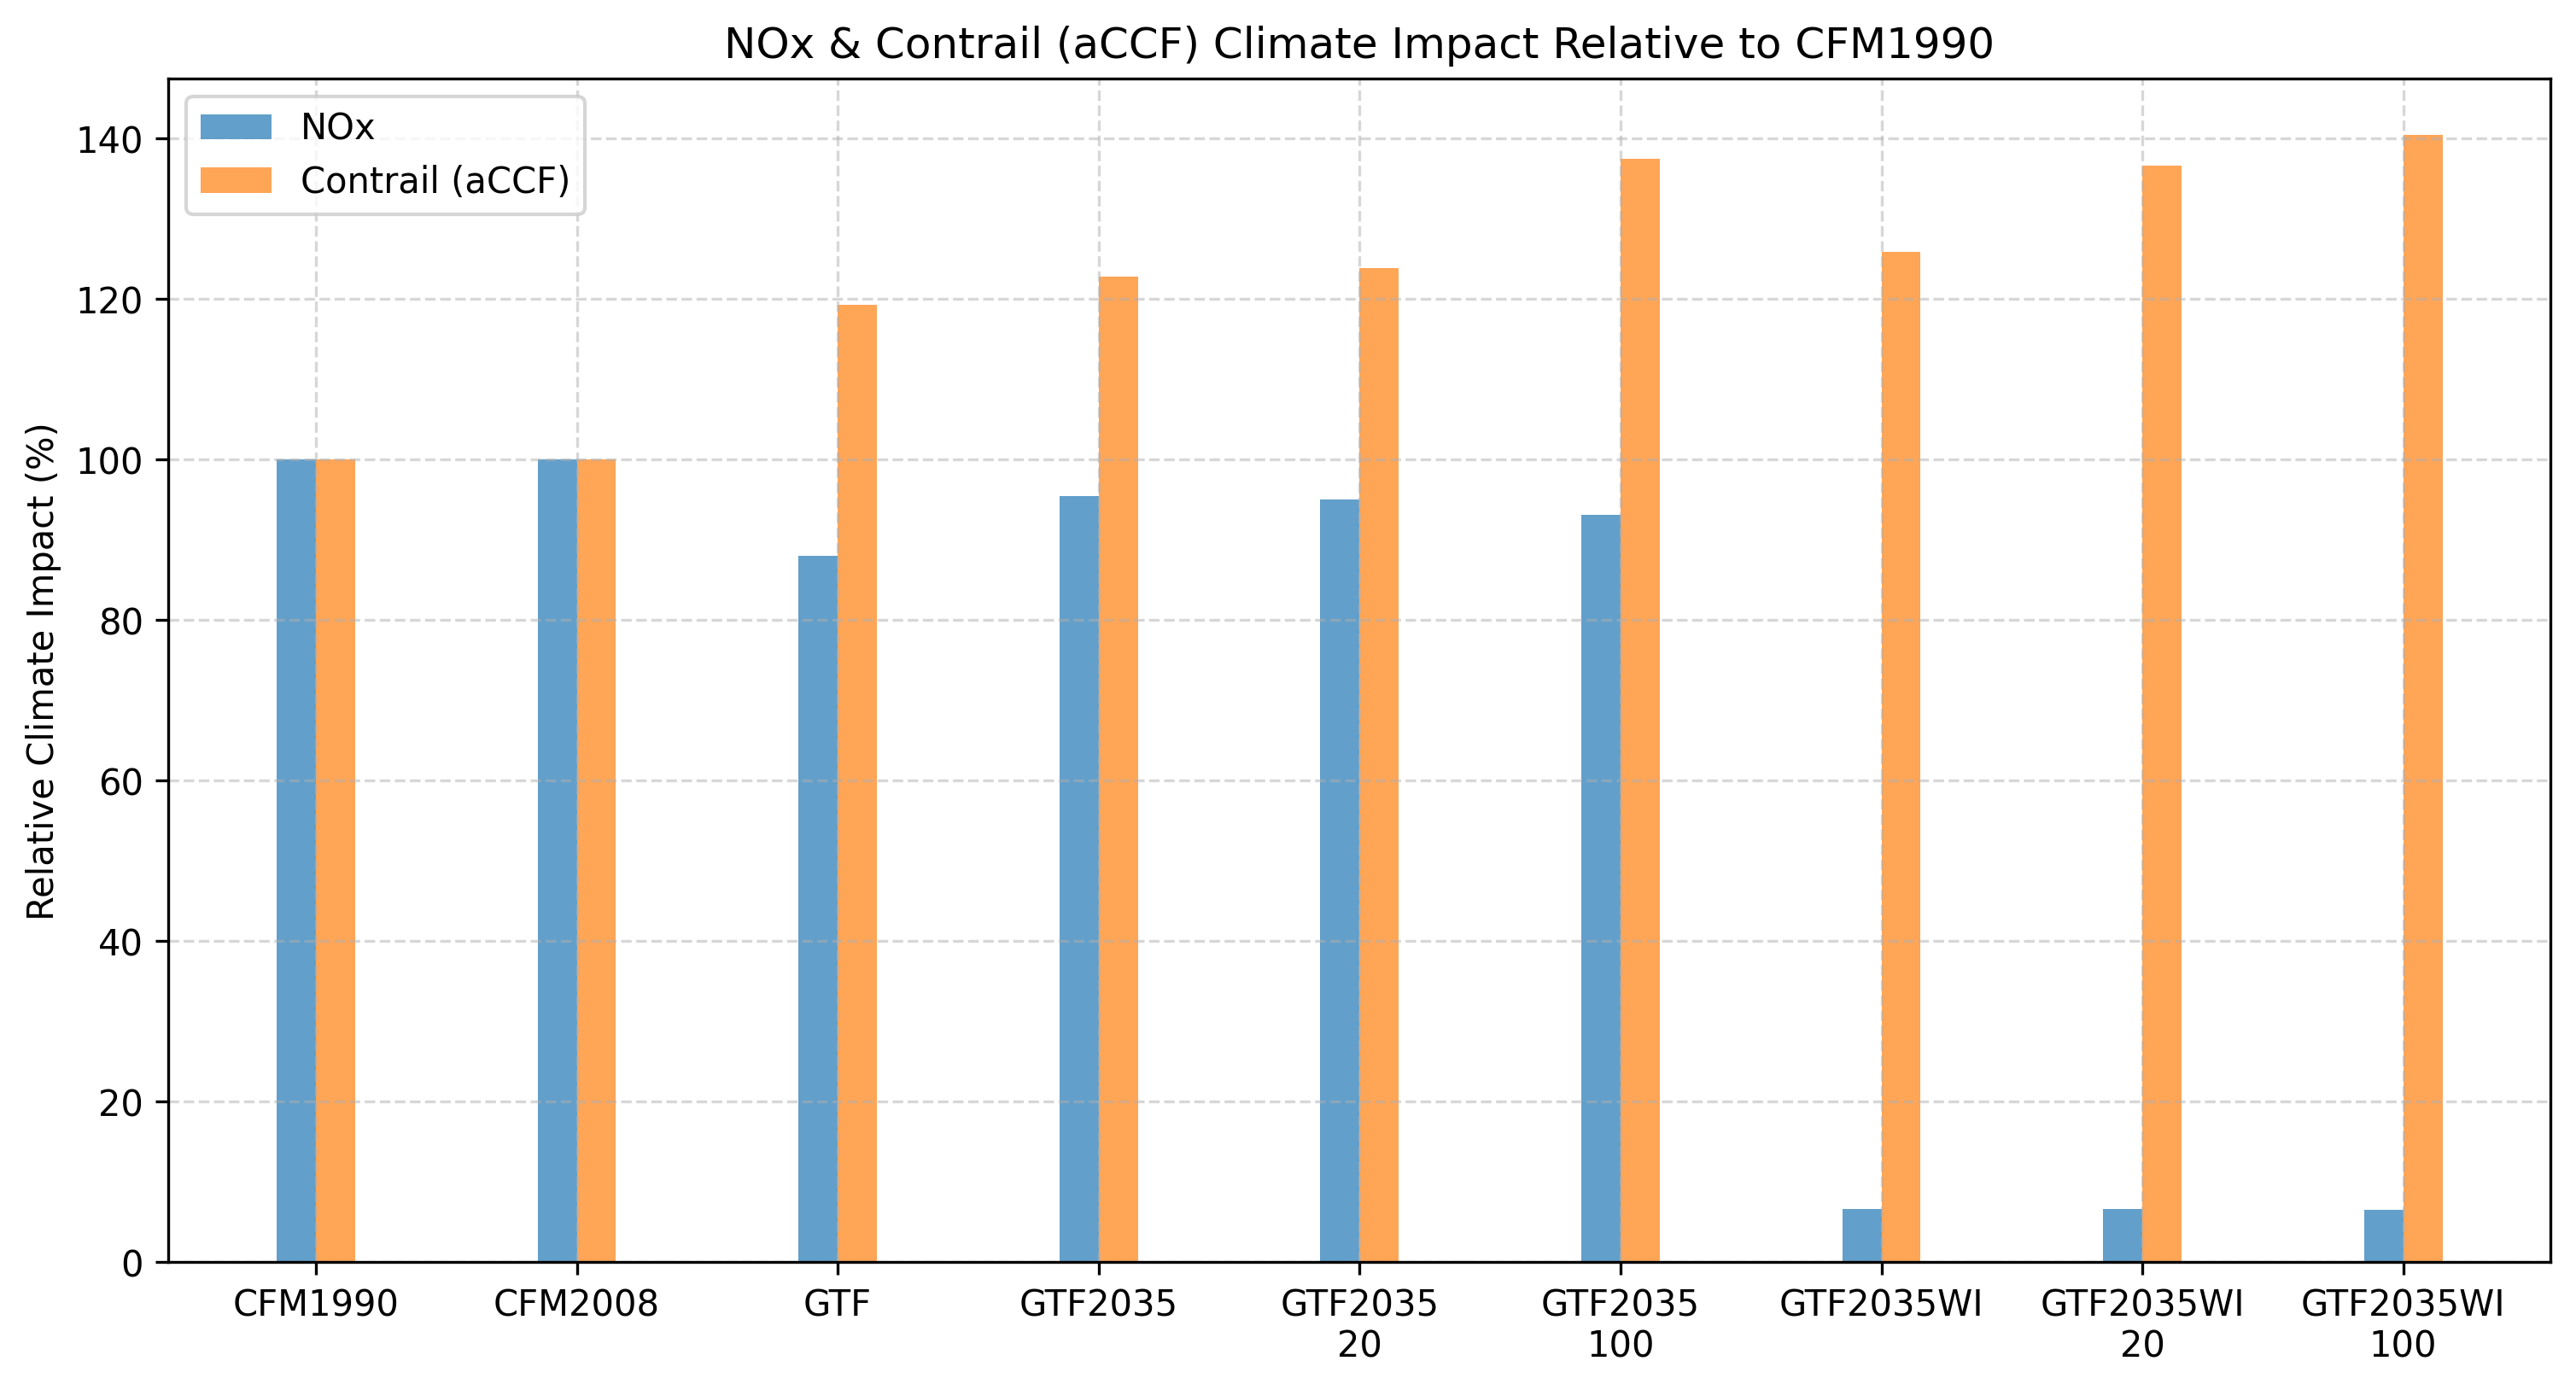 NOx & Contrail (aCCF) Climate Impact Relative to CFM1990
NOx
Contrail (aCCF)
Relative Climate Impact (%)
140
120
100
80
60
40
20
0
CFM1990 CFM2008 GTF GTF2035 GTF2035 GTF2035 GTF2035WI GTF2035WI GTF2035WI
20 100 20 100